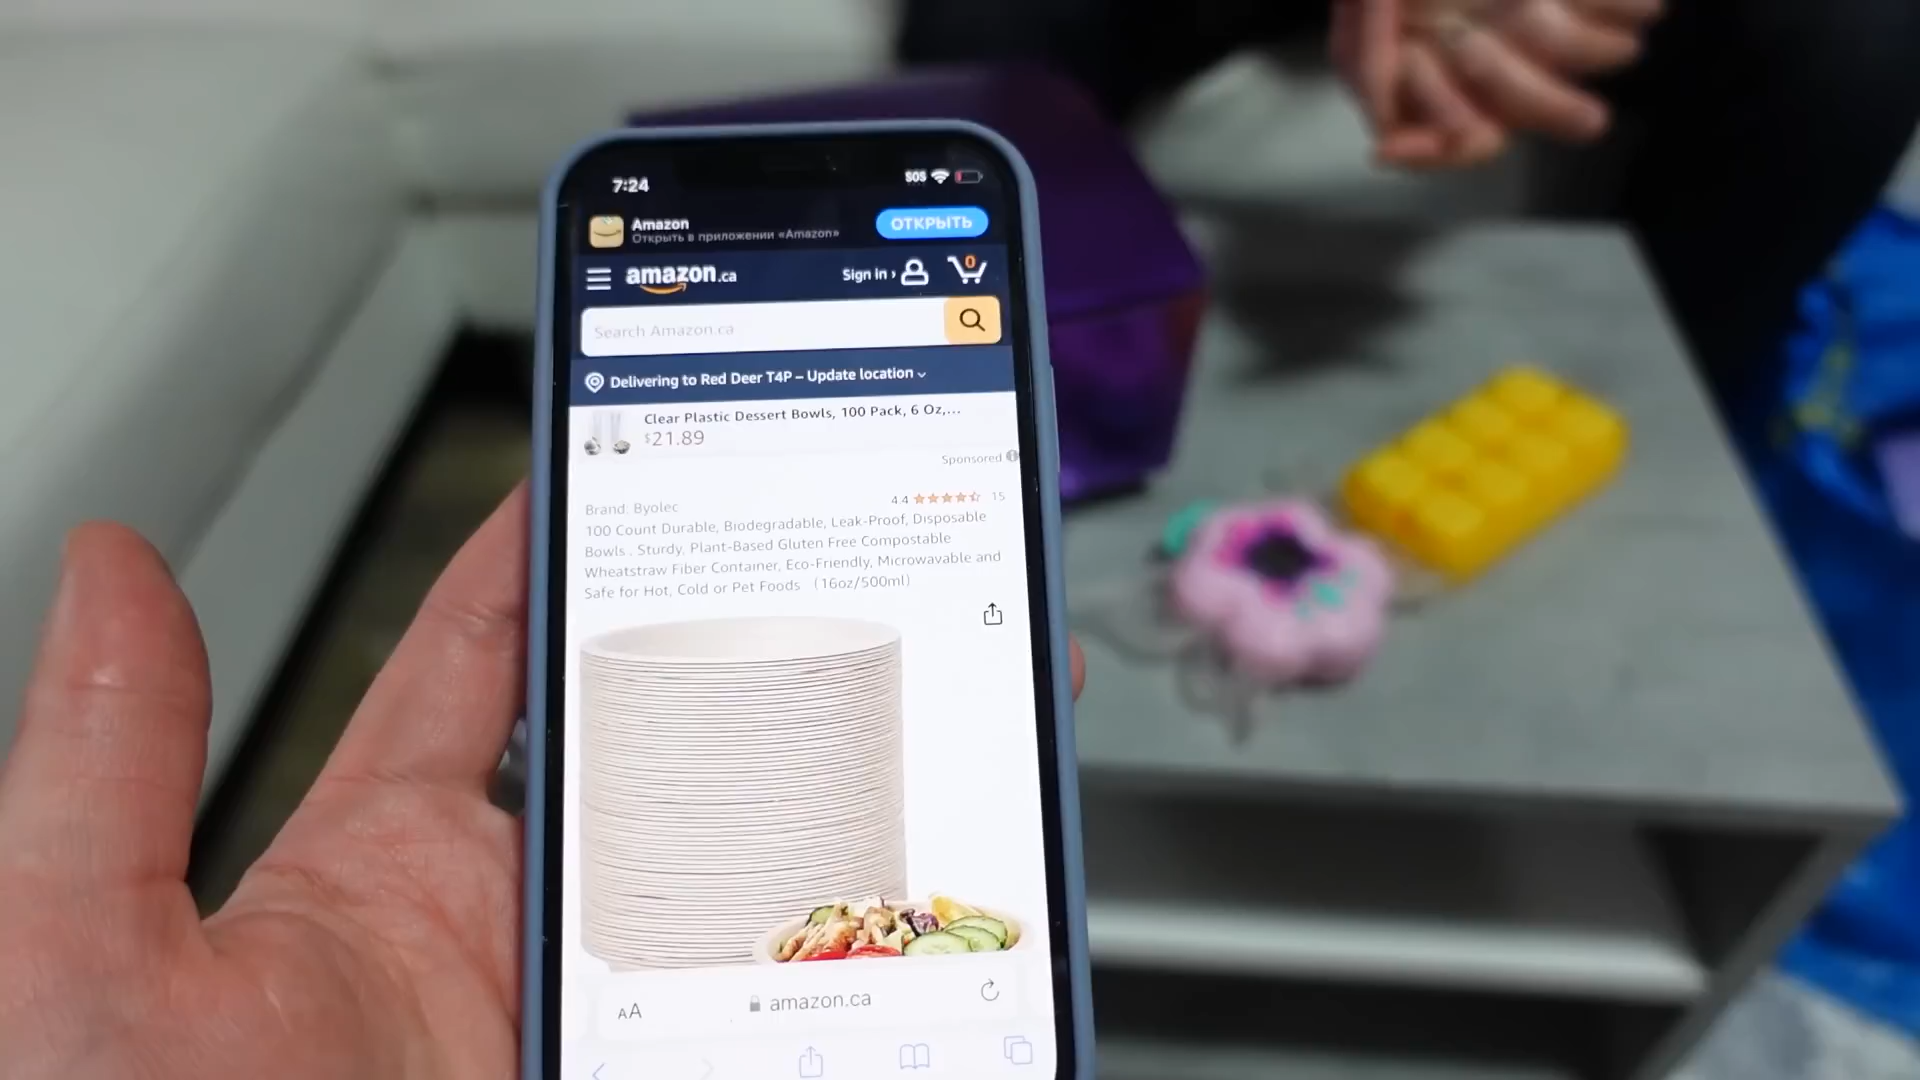 7:24
SOS
Amazon
Открыть в приложении «Amazon»
ОТКРЫТЬ
amazon.ca
Sign in ›
0
Search Amazon.ca
Delivering to Red Deer T4P – Update location
Clear Plastic Dessert Bowls, 100 Pack, 6 Oz,...
$21.89
Sponsored
Brand: Byolec
4.4
15
100 Count Durable, Biodegradable, Leak-Proof, Disposable
Bowls , Sturdy, Plant-Based Gluten Free Compostable
Wheatstraw Fiber Container, Eco-Friendly, Microwavable and
Safe for Hot, Cold or Pet Foods （16oz/500ml）
AA
amazon.ca